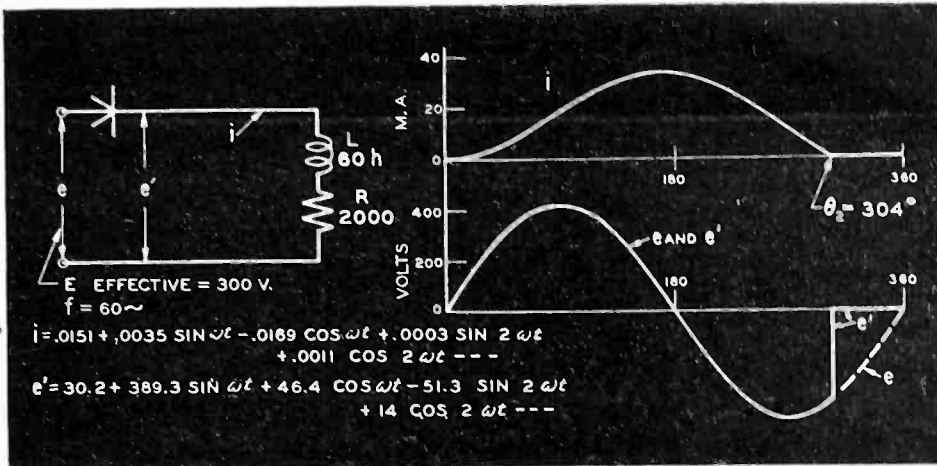 40
20
0
M. A.
i
180
360
θ₂= 304°
e
e'
i
L
60 h
R
2000
E EFFECTIVE = 300 V.
f = 60~
400
200
0
200
VOLTS
e AND e'
180
360
e'
e
i=.0151+.0035 SIN ωt -.0169 COS ωt +.0003 SIN 2 ωt
+.0011 COS 2 ωt ---
e'=30.2+389.3 SIN ωt +46.4 COS ωt -51.3 SIN 2 ωt
+14 COS 2 ωt ---